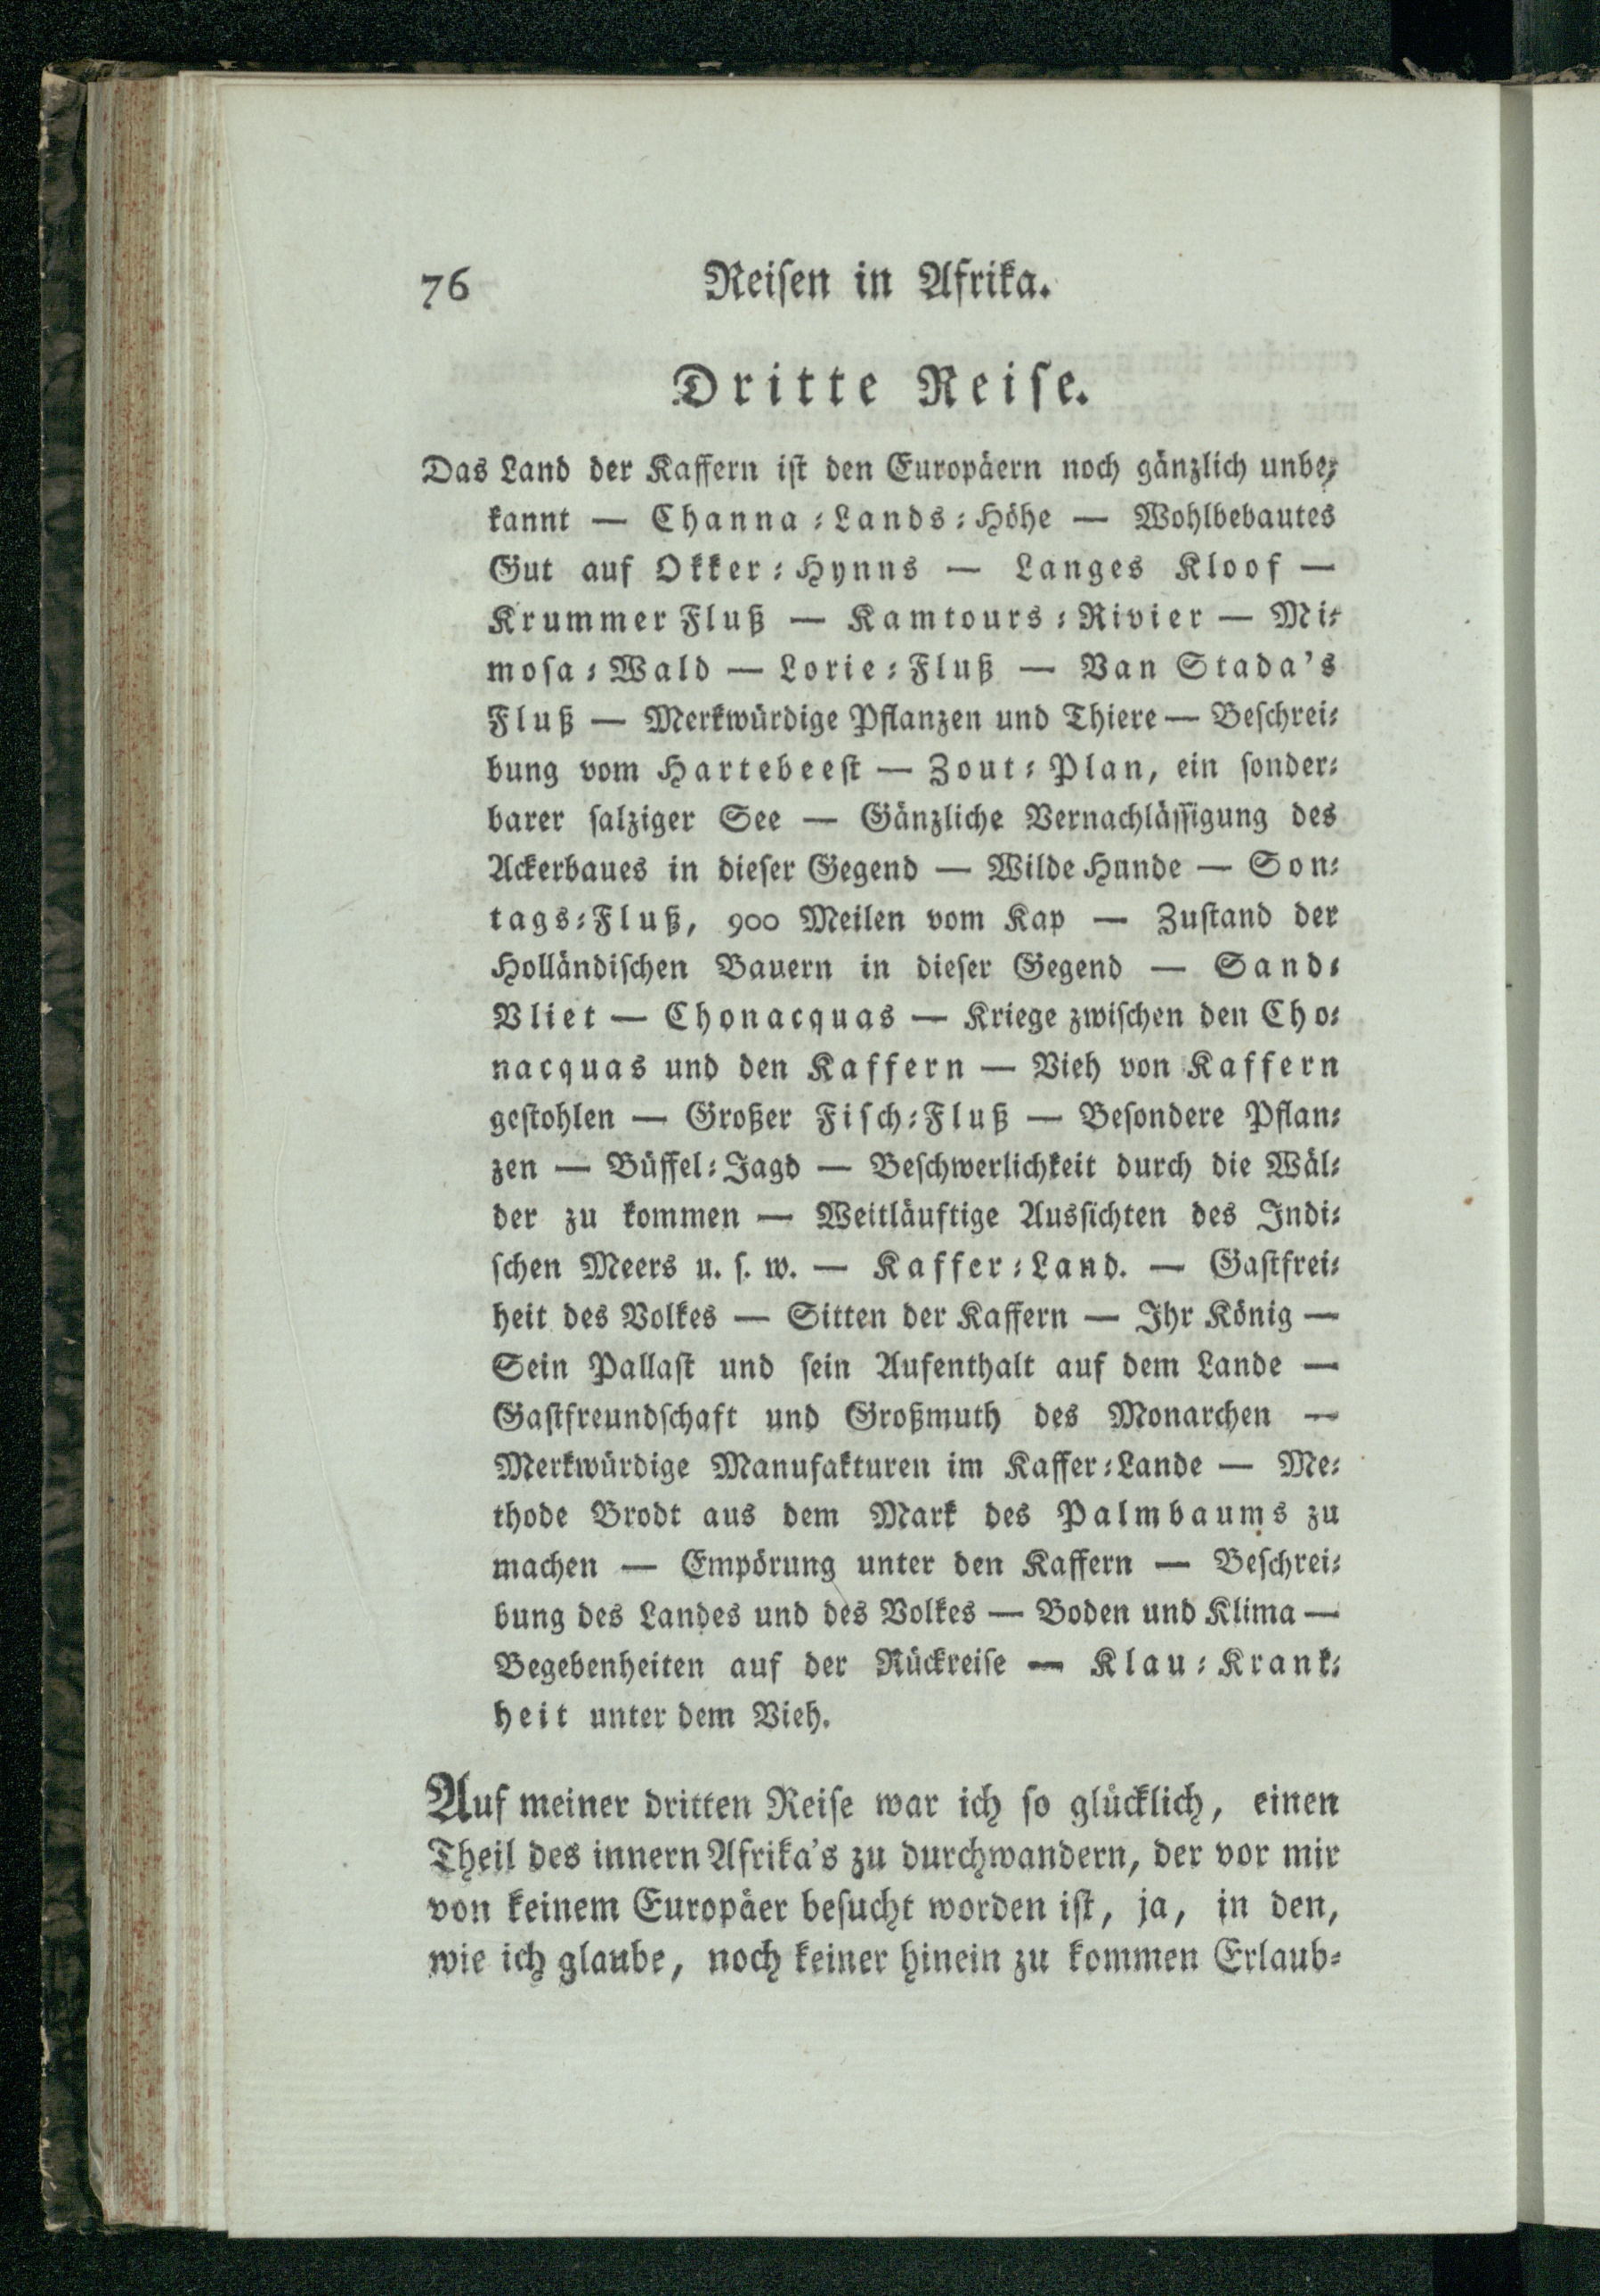 76 Reiſen in Afrika.
Dritte Reiſe.
Das Land der Kaffern iſt den Europäern noch gänzlich unbe⸗
kannt — Channa⸗Lands⸗Höhe — Wohlbebautes
Gut auf Okker⸗Hynns — Langes Kloof —
Krummer Fluß — Kamtours⸗Rivier — Mi⸗
moſa⸗Wald — Lorie⸗Fluß — Van Stada's
Fluß — Merkwürdige Pflanzen und Thiere — Beſchrei⸗
bung vom Hartebeeſt — Zout⸗Plan, ein ſonder⸗
barer ſalziger See — Gänzliche Vernachläſſigung des
Ackerbaues in dieſer Gegend — Wilde Hunde — Son⸗
tags⸗Fluß, 900 Meilen vom Kap — Zuſtand der
Holländiſchen Bauern in dieſer Gegend — Sand⸗
Vliet — Chonacquas — Kriege zwiſchen den Cho⸗
nacquas und den Kaffern — Vieh von Kaffern
geſtohlen — Großer Fiſch⸗Fluß — Beſondere Pflan⸗
zen — Büffel⸗Jagd — Beſchwerlichkeit durch die Wäl⸗
der zu kommen — Weitläuftige Ausſichten des Indi⸗
ſchen Meers u. ſ. w. — Kaffer⸗Land. — Gaſtfrei⸗
heit des Volkes — Sitten der Kaffern — Ihr König —
Sein Pallaſt und ſein Aufenthalt auf dem Lande —
Gaſtfreundſchaft und Großmuth des Monarchen —
Merkwürdige Manufakturen im Kaffer⸗Lande — Me⸗
thode Brodt aus dem Mark des Palmbaums zu
machen — Empörung unter den Kaffern — Beſchrei⸗
bung des Landes und des Volkes — Boden und Klima —
Begebenheiten auf der Rückreiſe — Klau⸗Krank⸗
heit unter dem Vieh.
Auf meiner dritten Reiſe war ich ſo glücklich, einen
Theil des innern Afrika's zu durchwandern, der vor mir
von keinem Europäer beſucht worden iſt, ja, in den,
wie ich glaube, noch keiner hinein zu kommen Erlaub⸗